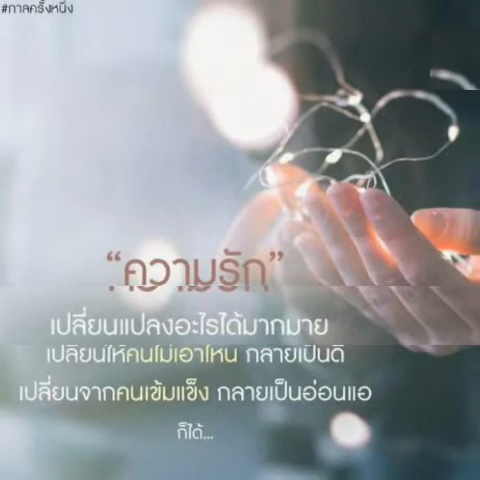 #กาลครั้งหนึ่ง
“ความรัก”
เปลี่ยนแปลงอะไรได้มากมาย
เปลี่ยนให้คนไม่เอาไหน กลายเป็นดี
เปลี่ยนจากคนเข้มแข็ง กลายเป็นอ่อนแอ
ก็ได้...